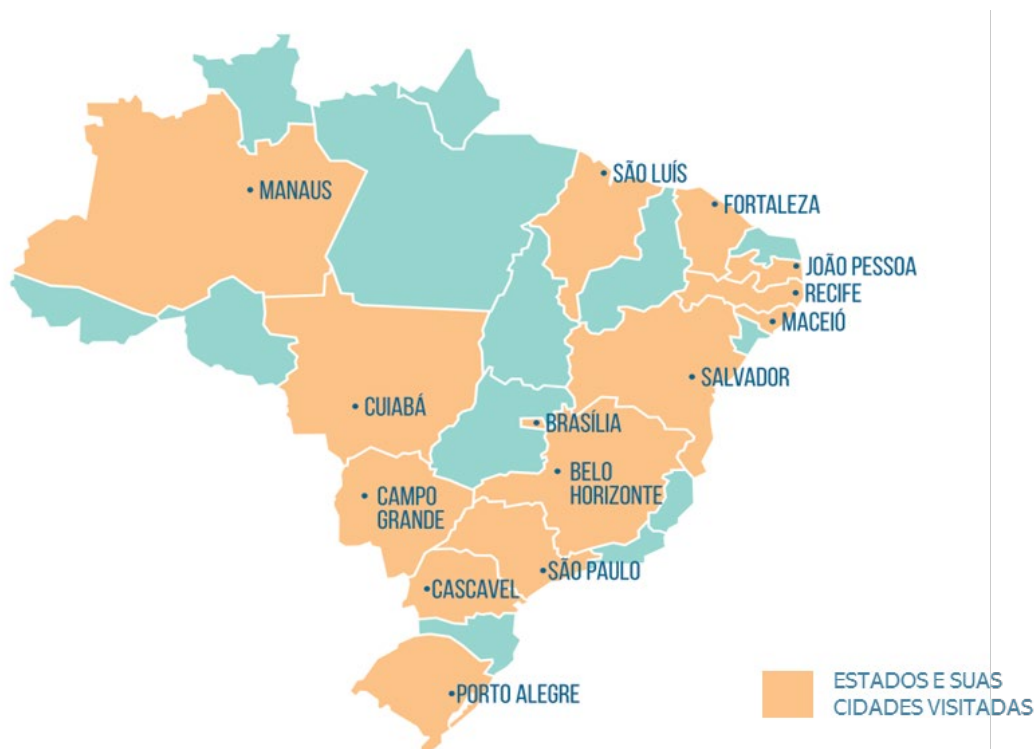 SÃO LUÍS
MANAUS
FORTALEZA
JOÃO PESSOA
RECIFE
MACEIÓ
SALVADOR
CUIABÁ
BRASÍLIA
BELO
HORIZONTE
CAMPO
GRANDE
SÃO PAULO
CASCAVEL
PORTO ALEGRE
ESTADOS E SUAS
CIDADES VISITADAS